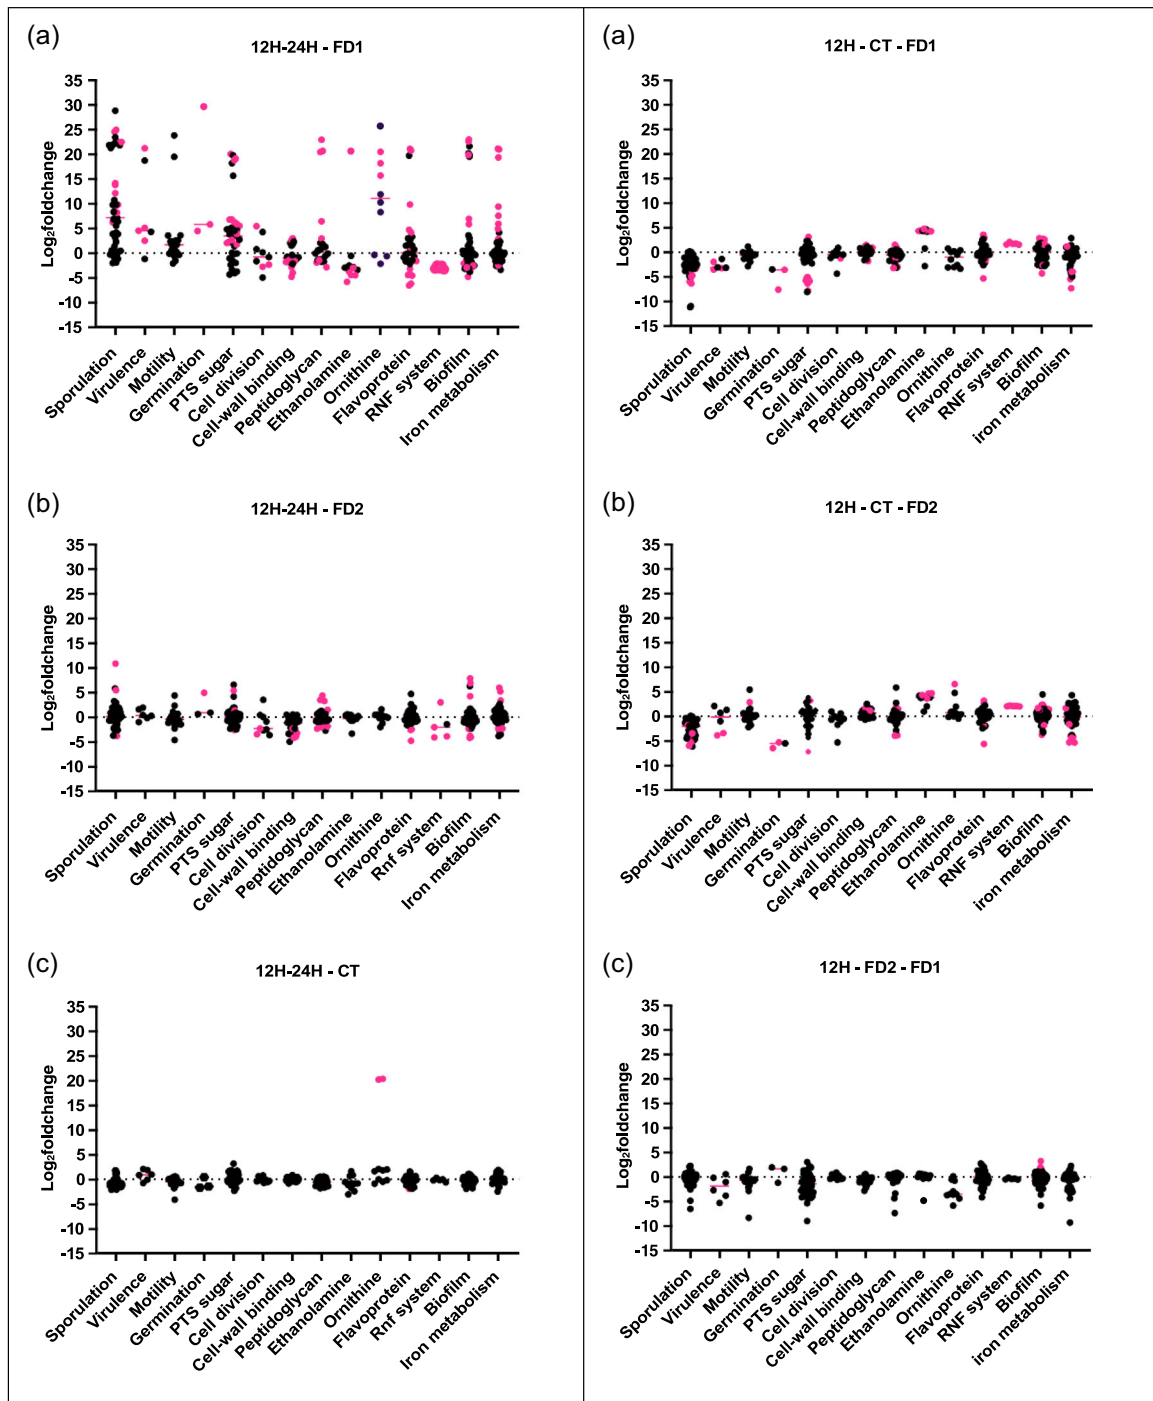 (a)
12H-24H - FD1
Log2foldchange
35
30
25
20
15
10
5
0
-5
-10
-15
Sporulation
Virulence
Motility
Germination
PTS sugar
Cell division
Cell-wall binding
Peptidoglycan
Ethanolamine
Ornithine
Flavoprotein
RNF system
Biofilm
Iron metabolism
(b)
12H-24H - FD2
Log2foldchange
35
30
25
20
15
10
5
0
-5
-10
-15
Sporulation
Virulence
Motility
Germination
PTS sugar
Cell division
Cell-wall binding
Peptidoglycan
Ethanolamine
Ornithine
Flavoprotein
Rnf system
Biofilm
Iron metabolism
(c)
12H-24H - CT
Log2foldchange
35
30
25
20
15
10
5
0
-5
-10
-15
Sporulation
Virulence
Motility
Germination
PTS sugar
Cell division
Cell-wall binding
Peptidoglycan
Ethanolamine
Ornithine
Flavoprotein
Rnf system
Biofilm
Iron metabolism
(a)
12H - CT - FD1
Log2foldchange
35
30
25
20
15
10
5
0
-5
-10
-15
Sporulation
Virulence
Motility
Germination
PTS sugar
Cell division
Cell-wall binding
Peptidoglycan
Ethanolamine
Ornithine
Flavoprotein
RNF system
Biofilm
iron metabolism
(b)
12H - CT - FD2
Log2foldchange
35
30
25
20
15
10
5
0
-5
-10
-15
Sporulation
Virulence
Motility
Germination
PTS sugar
Cell division
Cell-wall binding
Peptidoglycan
Ethanolamine
Ornithine
Flavoprotein
RNF system
Biofilm
iron metabolism
(c)
12H - FD2 - FD1
Log2foldchange
35
30
25
20
15
10
5
0
-5
-10
-15
Sporulation
Virulence
Motility
Germination
PTS sugar
Cell division
Cell-wall binding
Peptidoglycan
Ethanolamine
Ornithine
Flavoprotein
RNF system
Biofilm
iron metabolism